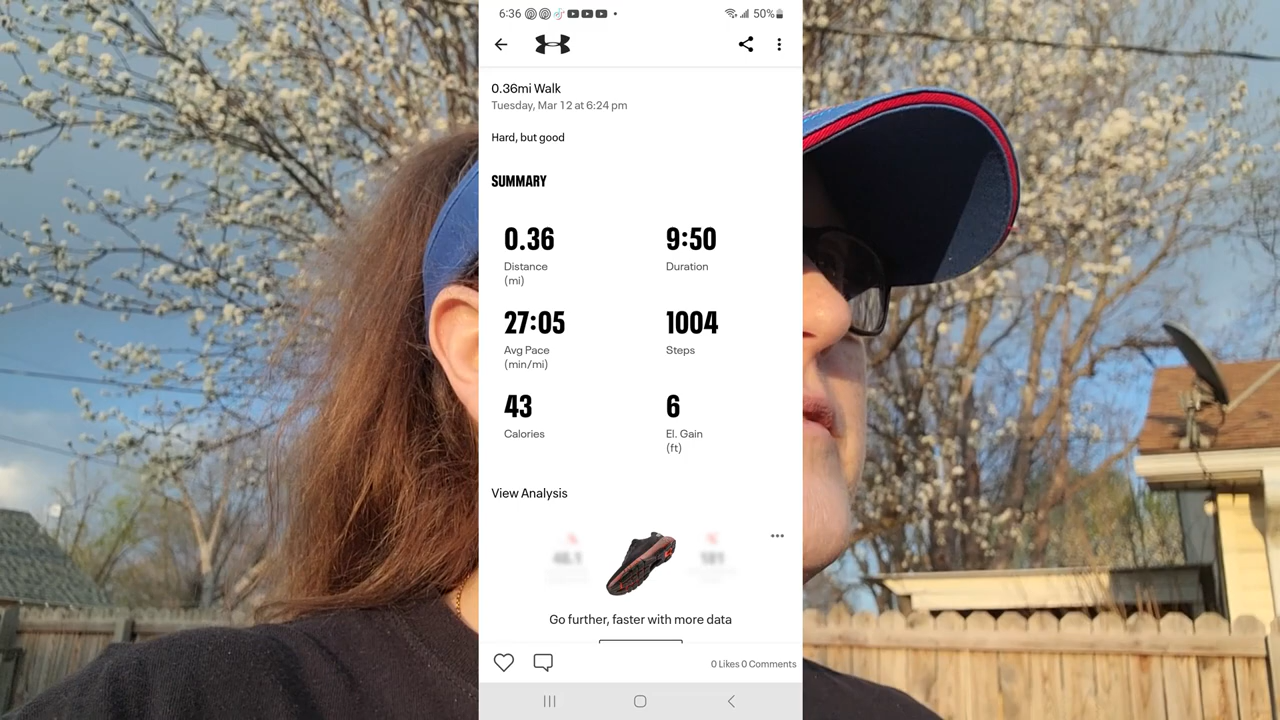 6:36
50%
0.36mi Walk
Tuesday, Mar 12 at 6:24 pm
Hard, but good
SUMMARY
0.36
9:50
Distance
(mi)
Duration
27:05
1004
Avg Pace
(min/mi)
Steps
43
6
Calories
El. Gain
(ft)
View Analysis
Go further, faster with more data
0 Likes 0 Comments